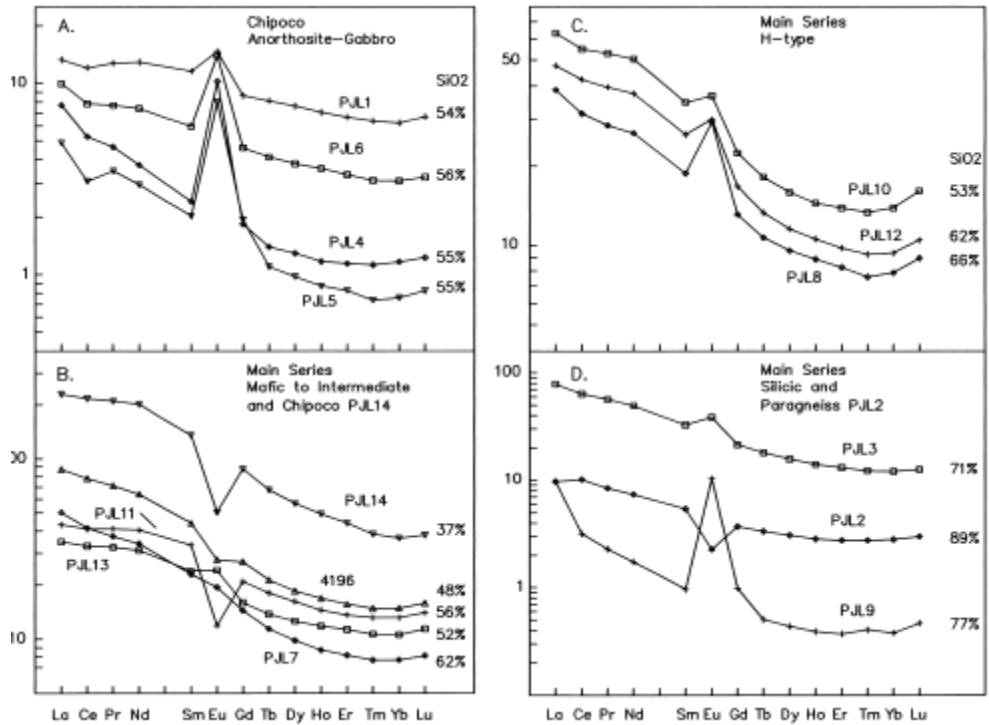 A.
Chipoco
Anorthosite-Gabbro
10
1
SiO2
PJL1
54%
PJL6
56%
PJL4
55%
PJL5
55%
C.
Main Series
H-type
50
10
SiO2
PJL10
53%
PJL12
62%
PJL8
66%
B.
Main Series
Mafic to Intermediate
and Chipoco PJL14
00
10
PJL14
37%
PJL11
PJL13
4196
48%
56%
52%
PJL7
62%
La Ce Pr Nd Sm Eu Gd Tb Dy Ho Er Tm Yb Lu
D.
Main Series
Silicic and
Paragneiss PJL2
100
10
1
PJL3
71%
PJL2
89%
PJL9
77%
La Ce Pr Nd Sm Eu Gd Tb Dy Ho Er Tm Yb Lu